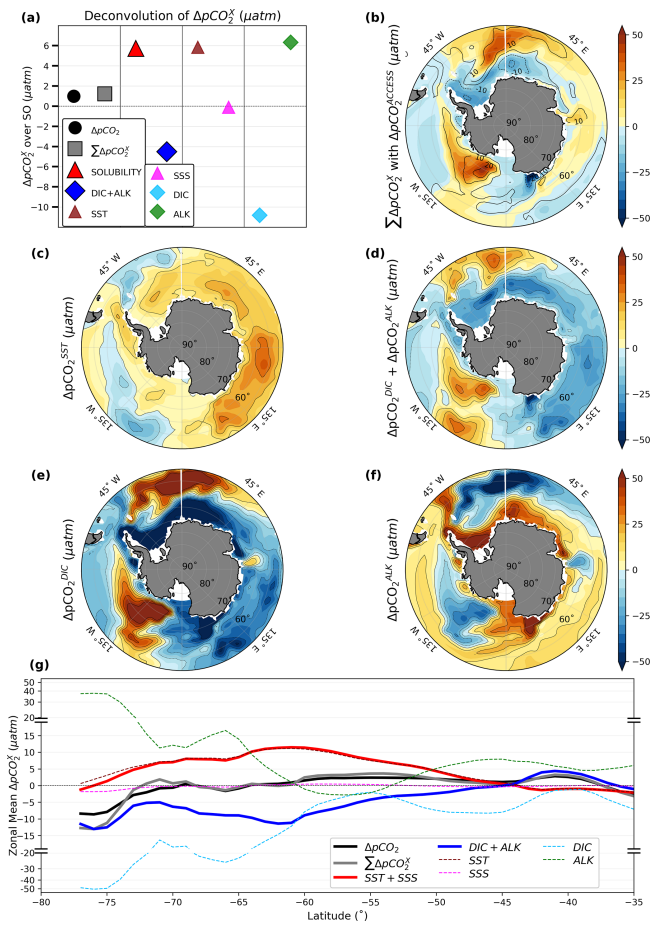 (a)
Deconvolution of ΔpCO₂ˣ (μatm)
ΔpCO₂ˣ over SO (μatm)
6
4
2
0
−2
−4
−6
−8
−10
ΔpCO₂
∑ΔpCO₂ˣ
SOLUBILITY
DIC+ALK
SST
SSS
DIC
ALK
(b)
∑ΔpCO₂ˣ with ΔpCO₂ᴬᶜᶜᴱˢˢ (μatm)
45˚ W
45˚ E
135˚ W
135˚ E
90˚
80˚
70˚
60˚
10
-10
-10
10
10
50
25
0
−25
−50
(c)
ΔpCO₂ˢˢᵀ (μatm)
45˚ W
45˚ E
135˚ W
135˚ E
90˚
80˚
70˚
60˚
(d)
ΔpCO₂ᴰᴵᶜ + ΔpCO₂ᴬᴸᴷ (μatm)
45˚ W
45˚ E
135˚ W
135˚ E
90˚
80˚
70˚
60˚
50
25
0
−25
−50
(e)
ΔpCO₂ᴰᴵᶜ (μatm)
45˚ W
45˚ E
135˚ W
135˚ E
90˚
80˚
70˚
60˚
(f)
ΔpCO₂ᴬᴸᴷ (μatm)
45˚ W
45˚ E
135˚ W
135˚ E
90˚
80˚
70˚
60˚
50
25
0
−25
−50
(g)
Zonal Mean ΔpCO₂ˣ (μatm)
50
40
30
20
15
10
5
0
−5
−10
−15
−20
−30
−40
−50
ΔpCO₂
∑ΔpCO₂ˣ
SST + SSS
DIC + ALK
SST
SSS
DIC
ALK
−80 −75 −70 −65 −60 −55 −50 −45 −40 −35
Latitude (˚)